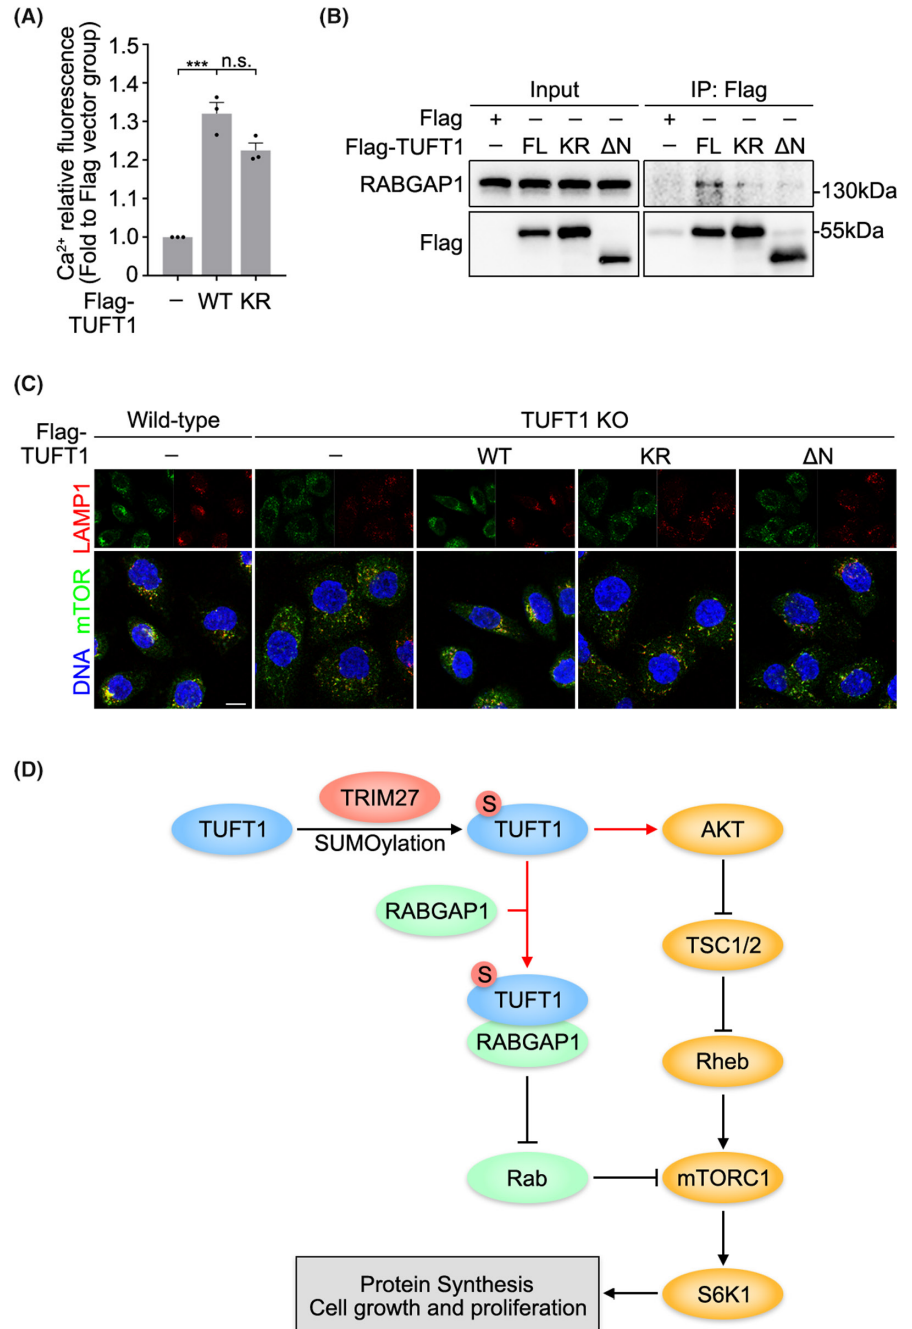 (A)
Ca²⁺ relative fluorescence
(Fold to Flag vector group)
1.5
1.4
1.3
1.2
1.1
1.0
0
*** n.s.
Flag-TUFT1
– WT KR
(B)
Input IP: Flag
Flag + – – – + – – –
Flag-TUFT1 – FL KR ΔN – FL KR ΔN
RABGAP1
-130kDa
Flag
-55kDa
(C)
Wild-type TUFT1 KO
Flag-
TUFT1 – – WT KR ΔN
DNA mTOR LAMP1
(D)
TUFT1
TRIM27
SUMOylation
S
TUFT1
AKT
RABGAP1
TSC1/2
S
TUFT1
RABGAP1
Rheb
Rab
mTORC1
S6K1
Protein Synthesis
Cell growth and proliferation